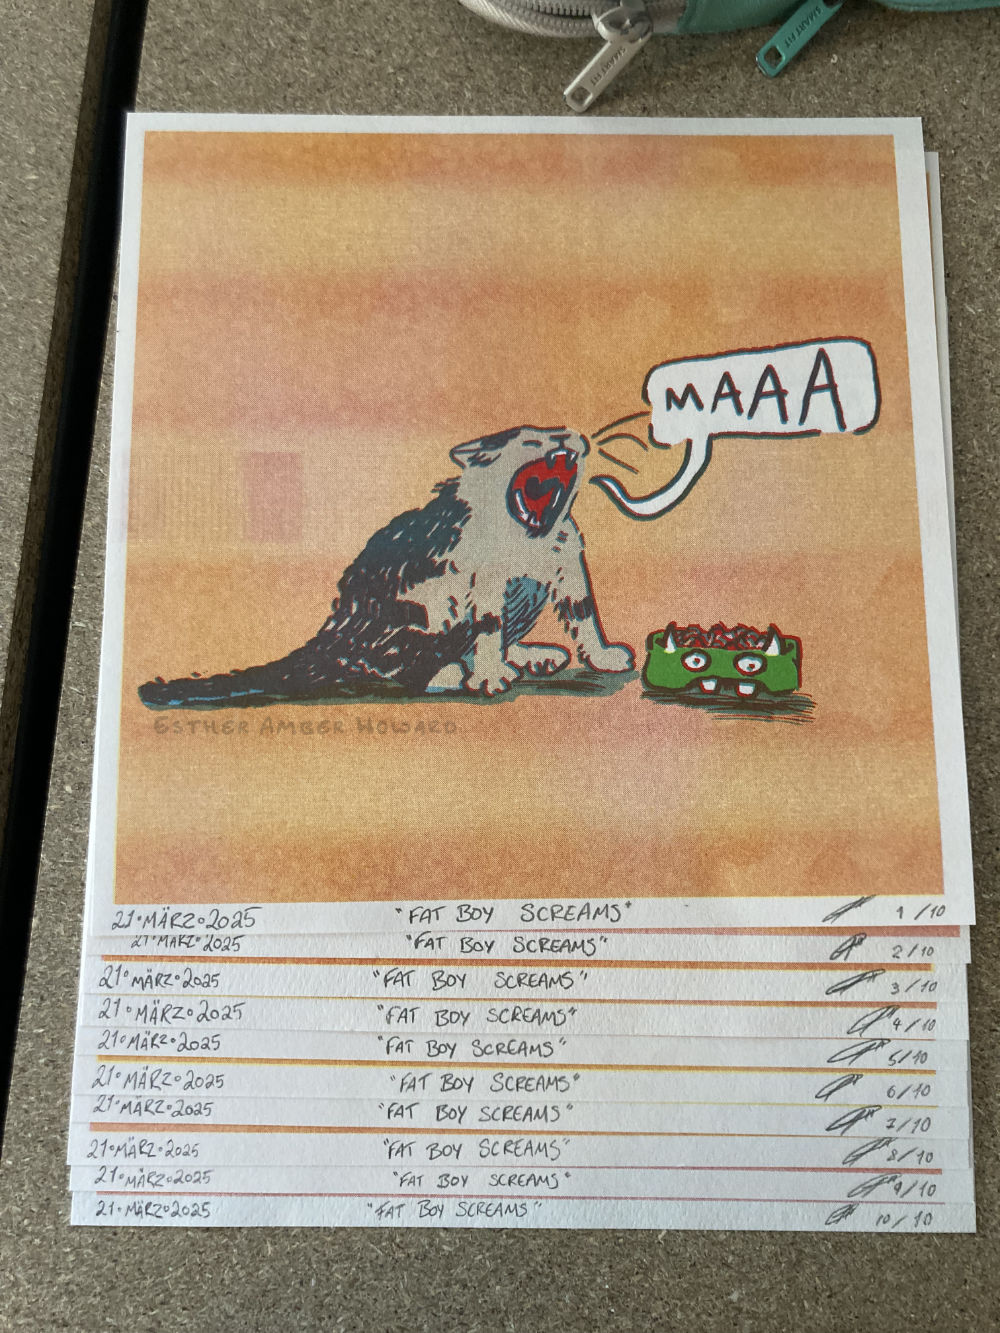 SMART FIT
SMART FIT
MAAA
ESTHER AMBER HOWARD
21•MÄRZ•2025 "FAT BOY SCREAMS" 1/10
21•MÄRZ•2025 "FAT BOY SCREAMS" 2/10
21•MÄRZ•2025 "FAT BOY SCREAMS" 3/10
21•MÄRZ•2025 "FAT BOY SCREAMS" 4/10
21•MÄRZ•2025 "FAT BOY SCREAMS" 5/10
21•MÄRZ•2025 "FAT BOY SCREAMS" 6/10
21•MÄRZ•2025 "FAT BOY SCREAMS" 7/10
21•MÄRZ•2025 "FAT BOY SCREAMS" 8/10
21•MÄRZ•2025 "FAT BOY SCREAMS" 9/10
21•MÄRZ•2025 "FAT BOY SCREAMS" 10/10